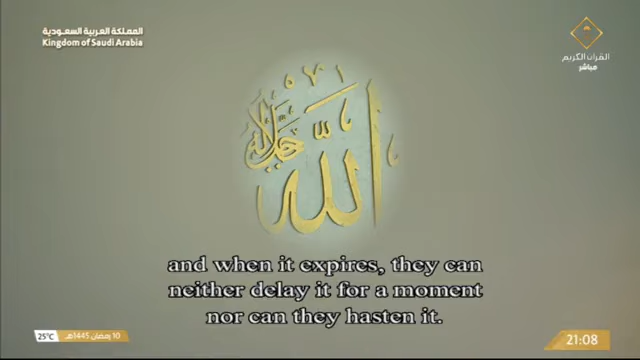 المملكة العربية السعودية
Kingdom of Saudi Arabia
القرآن الكريم
مباشر
الله
جل جلاله
and when it expires, they can
neither delay it for a moment
nor can they hasten it.
25°C
10 رمضان 1445هـ
21:08